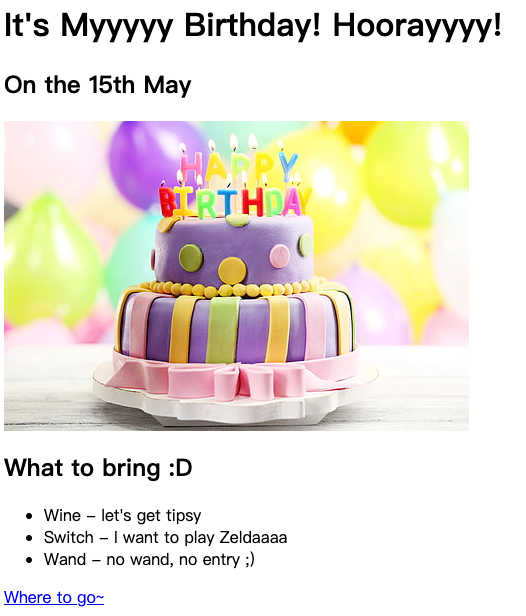 It's Myyyyy Birthday! Hoorayyyy!
On the 15th May
HAPPY
BIRTHDAY
What to bring :D
Wine – let's get tipsy
Switch – I want to play Zeldaaaa
Wand – no wand, no entry ;)
Where to go~